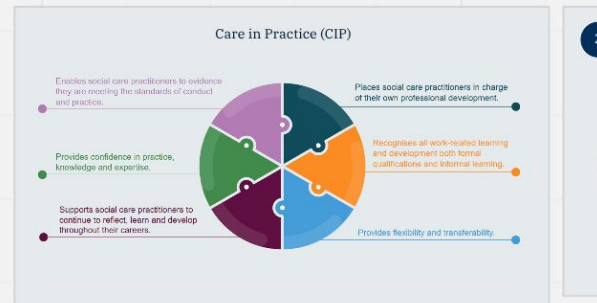 Care in Practice (CIP)
Enables social care practitioners to evidence
they are meeting the standards of conduct
and practice.
Places social care practitioners in charge
of their own professional development.
Provides confidence in practice,
knowledge and expertise.
Recognises all work-related learning
and development both formal
qualifications and informal learning.
Supports social care practitioners to
continue to reflect, learn and develop
throughout their careers.
Provides flexibility and transferability.